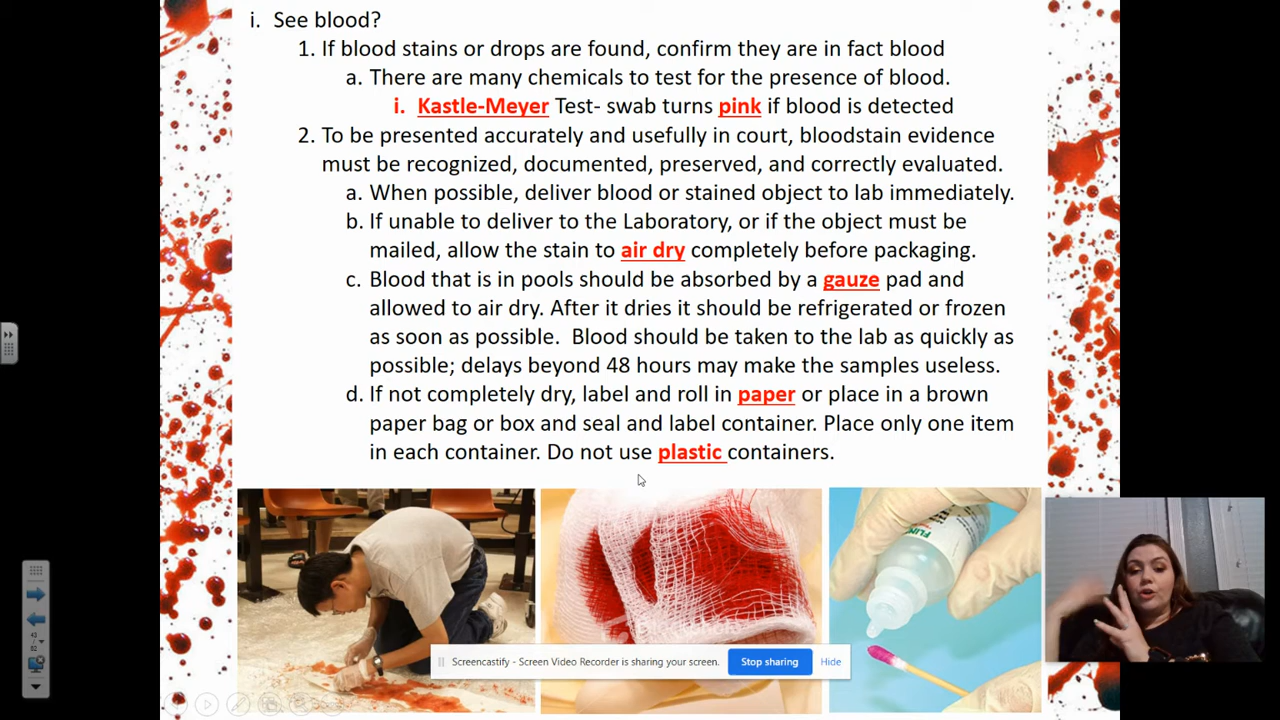 i. See blood?
1. If blood stains or drops are found, confirm they are in fact blood
a. There are many chemicals to test for the presence of blood.
i. Kastle-Meyer Test- swab turns pink if blood is detected
2. To be presented accurately and usefully in court, bloodstain evidence
must be recognized, documented, preserved, and correctly evaluated.
a. When possible, deliver blood or stained object to lab immediately.
b. If unable to deliver to the Laboratory, or if the object must be
mailed, allow the stain to air dry completely before packaging.
c. Blood that is in pools should be absorbed by a gauze pad and
allowed to air dry. After it dries it should be refrigerated or frozen
as soon as possible. Blood should be taken to the lab as quickly as
possible; delays beyond 48 hours may make the samples useless.
d. If not completely dry, label and roll in paper or place in a brown
paper bag or box and seal and label container. Place only one item
in each container. Do not use plastic containers.
Screencastify - Screen Video Recorder is sharing your screen.
Stop sharing
Hide